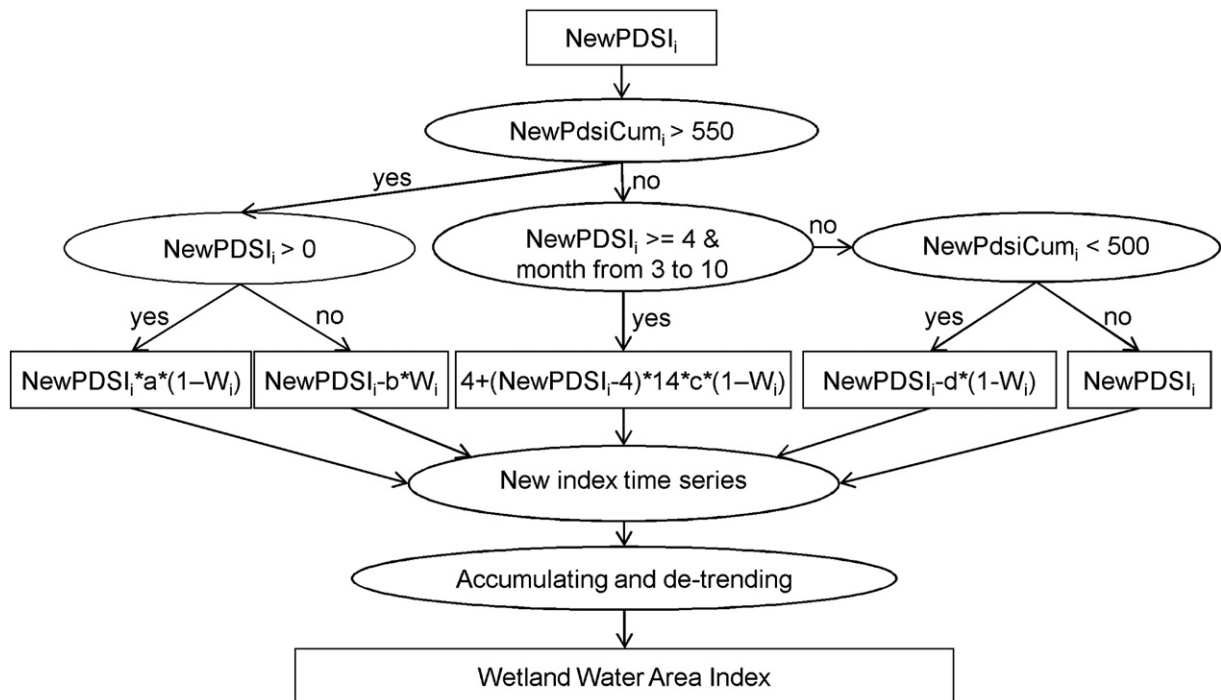 NewPDSIᵢ
NewPdsiCumᵢ > 550
yes
no
NewPDSIᵢ > 0
NewPDSIᵢ >= 4 &
month from 3 to 10
no
NewPdsiCumᵢ < 500
yes
no
yes
yes
no
NewPDSIᵢ*a*(1–Wᵢ)
NewPDSIᵢ-b*Wᵢ
4+(NewPDSIᵢ-4)*14*c*(1–Wᵢ)
NewPDSIᵢ-d*(1-Wᵢ)
NewPDSIᵢ
New index time series
Accumulating and de-trending
Wetland Water Area Index